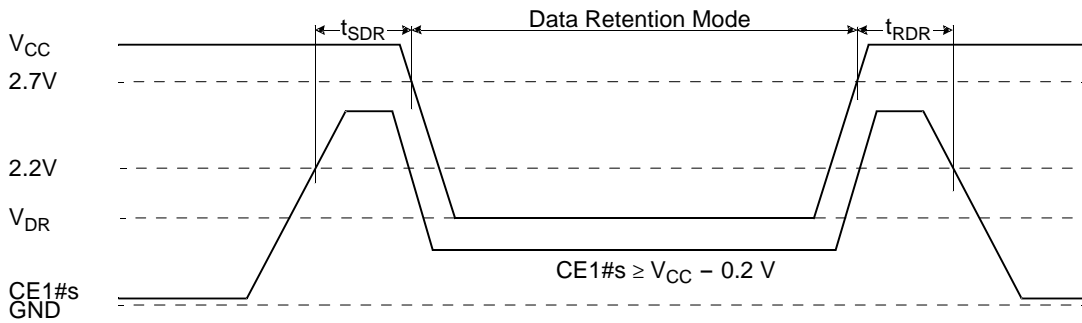 Data Retention Mode
tSDR
tRDR
VCC
2.7V
2.2V
VDR
CE1#s ≥ VCC − 0.2 V
CE1#s
GND